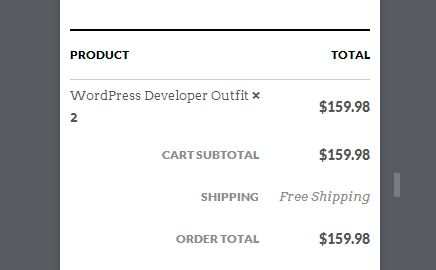 PRODUCT TOTAL
WordPress Developer Outfit × $159.98
2
CART SUBTOTAL $159.98
SHIPPING Free Shipping
ORDER TOTAL $159.98